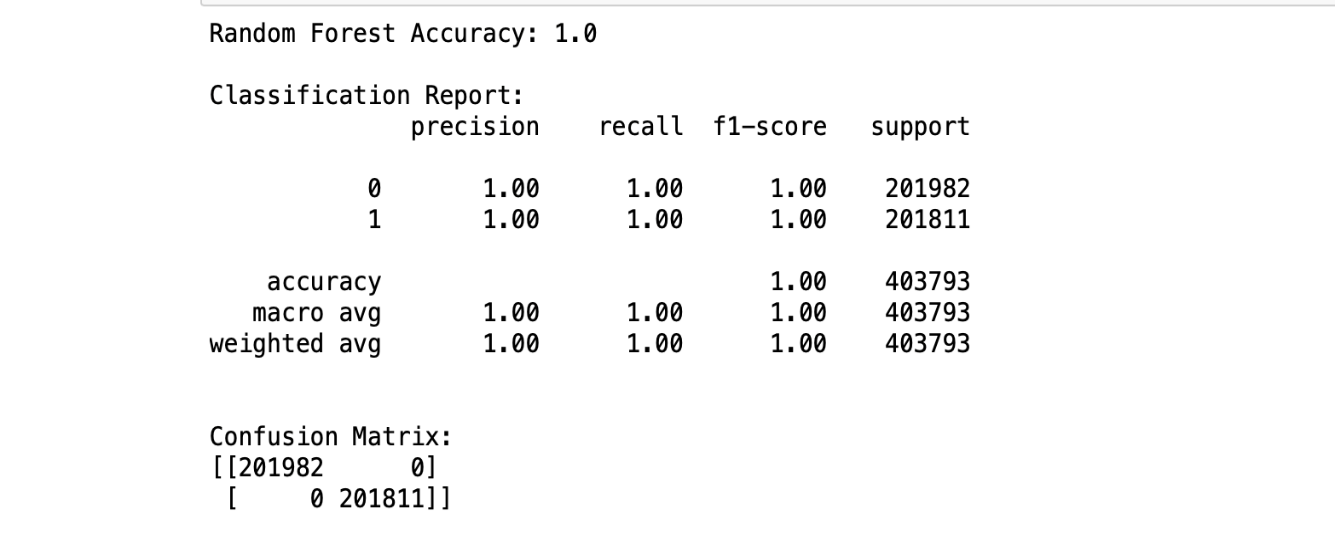 Random Forest Accuracy: 1.0
Classification Report:
precision recall f1-score support
0 1.00 1.00 1.00 201982
1 1.00 1.00 1.00 201811
accuracy 1.00 403793
macro avg 1.00 1.00 1.00 403793
weighted avg 1.00 1.00 1.00 403793
Confusion Matrix:
[[201982 0]
[ 0 201811]]